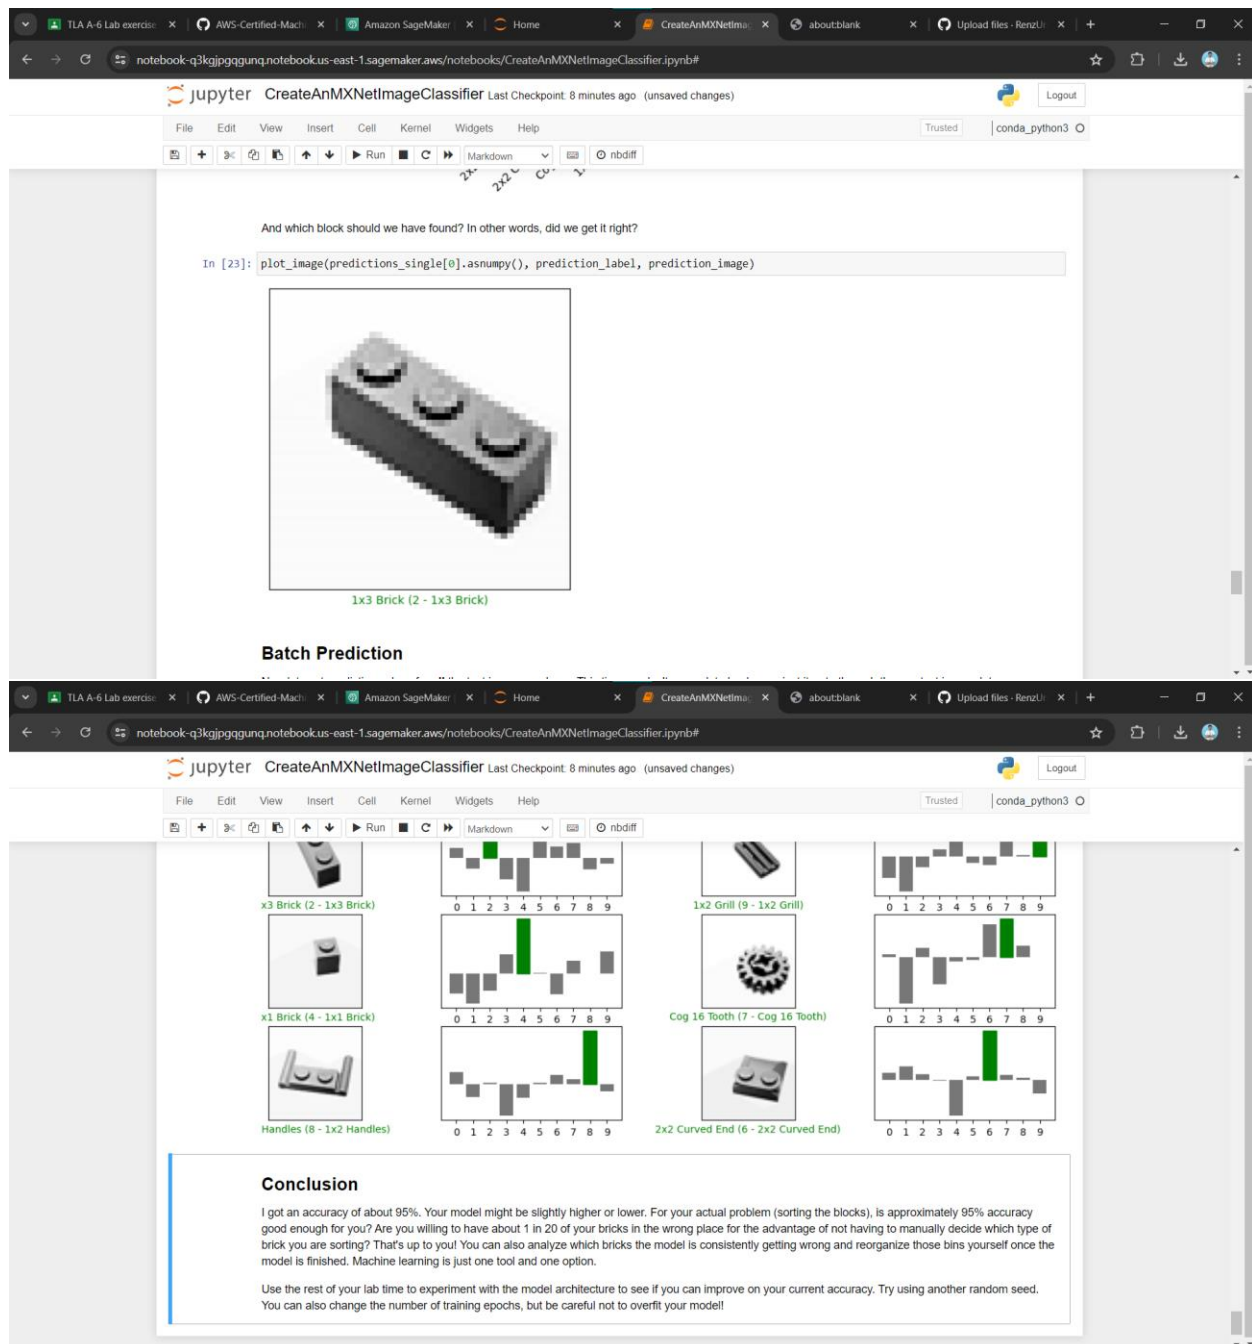 TLA A-6 Lab exercise
AWS-Certified-Machi
Amazon SageMaker
Home
CreateAnMXNetImag
about:blank
Upload files · RenzU
notebook-q3kgjpgqgunq.notebook.us-east-1.sagemaker.aws/notebooks/CreateAnMXNetImageClassifier.ipynb#
jupyter CreateAnMXNetImageClassifier Last Checkpoint: 8 minutes ago (unsaved changes)
Logout
File Edit View Insert Cell Kernel Widgets Help
Trusted conda_python3
Run Markdown nbdiff
And which block should we have found? In other words, did we get it right?
In [23]: plot_image(predictions_single[0].asnumpy(), prediction_label, prediction_image)
1x3 Brick (2 - 1x3 Brick)
Batch Prediction
TLA A-6 Lab exercise
AWS-Certified-Machi
Amazon SageMaker
Home
CreateAnMXNetImag
about:blank
Upload files · RenzU
notebook-q3kgjpgqgunq.notebook.us-east-1.sagemaker.aws/notebooks/CreateAnMXNetImageClassifier.ipynb#
jupyter CreateAnMXNetImageClassifier Last Checkpoint: 8 minutes ago (unsaved changes)
Logout
File Edit View Insert Cell Kernel Widgets Help
Trusted conda_python3
Run Markdown nbdiff
x3 Brick (2 - 1x3 Brick)
0 1 2 3 4 5 6 7 8 9
1x2 Grill (9 - 1x2 Grill)
0 1 2 3 4 5 6 7 8 9
x1 Brick (4 - 1x1 Brick)
0 1 2 3 4 5 6 7 8 9
Cog 16 Tooth (7 - Cog 16 Tooth)
0 1 2 3 4 5 6 7 8 9
Handles (8 - 1x2 Handles)
0 1 2 3 4 5 6 7 8 9
2x2 Curved End (6 - 2x2 Curved End)
0 1 2 3 4 5 6 7 8 9
Conclusion
I got an accuracy of about 95%. Your model might be slightly higher or lower. For your actual problem (sorting the blocks), is approximately 95% accuracy
good enough for you? Are you willing to have about 1 in 20 of your bricks in the wrong place for the advantage of not having to manually decide which type of
brick you are sorting? That's up to you! You can also analyze which bricks the model is consistently getting wrong and reorganize those bins yourself once the
model is finished. Machine learning is just one tool and one option.
Use the rest of your lab time to experiment with the model architecture to see if you can improve on your current accuracy. Try using another random seed.
You can also change the number of training epochs, but be careful not to overfit your model!